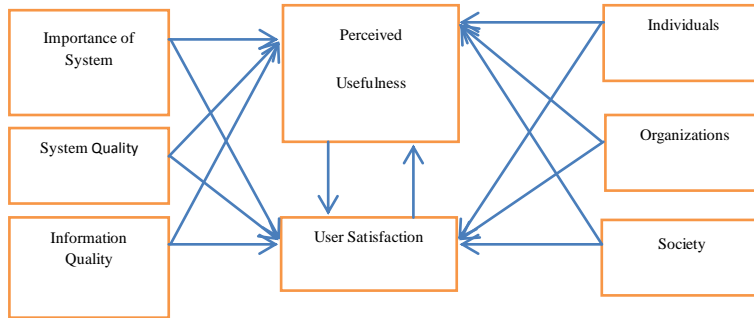 Importance of
System
System Quality
Information
Quality
Perceived
Usefulness
User Satisfaction
Individuals
Organizations
Society